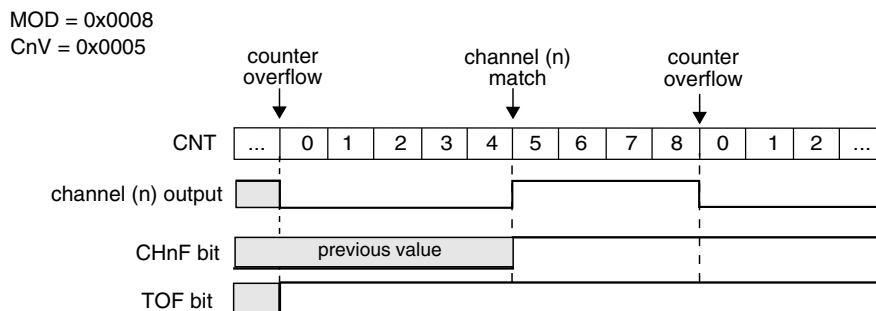 MOD = 0x0008
CnV = 0x0005
counter overflow
channel (n) match
counter overflow
CNT ... 0 1 2 3 4 5 6 7 8 0 1 2 ...
channel (n) output
CHnF bit previous value
TOF bit